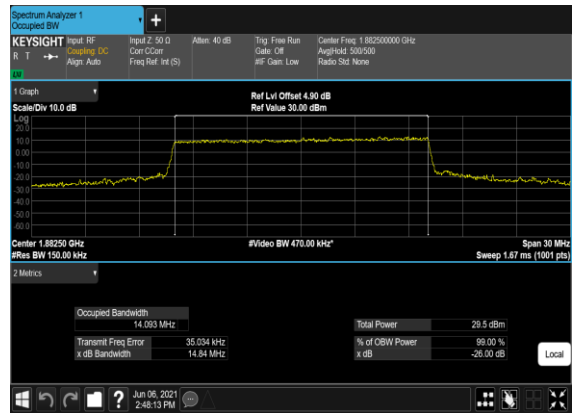 Spectrum Analyzer 1
Occupied BW
+
KEYSIGHT Input: RF Input Z: 50 Ω Atten: 40 dB Trig: Free Run Center Freq: 1.882500000 GHz
R T Coupling: DC Corr CCorr Gate: Off Avg|Hold: 500/500
Align: Auto Freq Ref: Int (S) #IF Gain: Low Radio Std: None
1 Graph
Ref Lvl Offset 4.90 dB
Scale/Div 10.0 dB Ref Value 30.00 dBm
Log
20.0
10.0
0.00
-10.0
-20.0
-30.0
-40.0
-50.0
-60.0
Center 1.88250 GHz #Video BW 470.00 kHz* Span 30 MHz
#Res BW 150.00 kHz Sweep 1.67 ms (1001 pts)
2 Metrics
Occupied Bandwidth
14.093 MHz Total Power 29.5 dBm
Transmit Freq Error 35.034 kHz % of OBW Power 99.00 %
x dB Bandwidth 14.84 MHz x dB -26.00 dB
Local
? Jun 06, 2021
2:48:13 PM